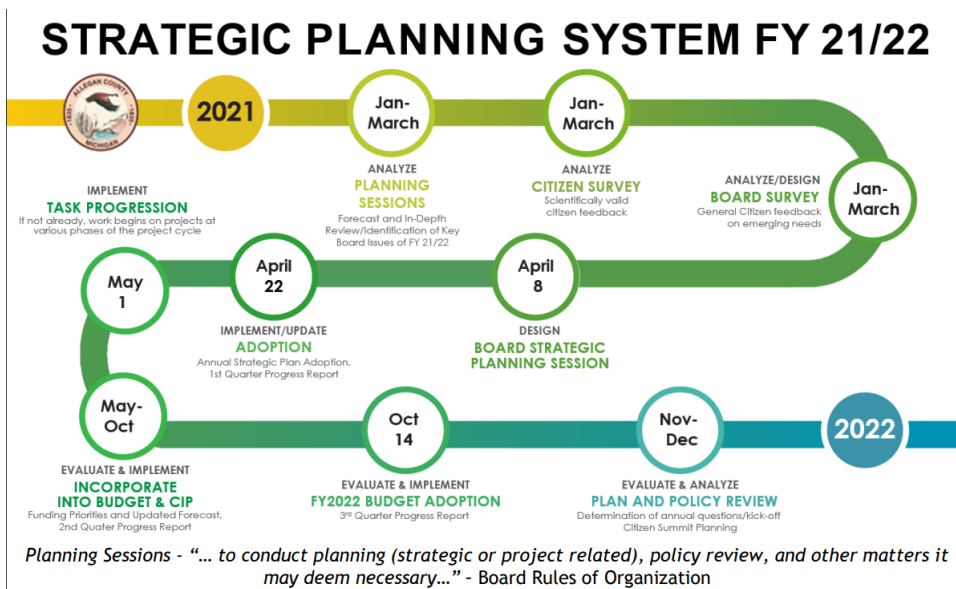 STRATEGIC PLANNING SYSTEM FY 21/22
ALLEGAN COUNTY
1835
1835
MICHIGAN
2021
Jan-
March
ANALYZE
PLANNING
SESSIONS
Forecast and In-Depth
Review/Identification of Key
Board Issues of FY 21/22
Jan-
March
ANALYZE
CITIZEN SURVEY
Scientifically valid
citizen feedback
Jan-
March
ANALYZE/DESIGN
BOARD SURVEY
General Citizen feedback
on emerging needs
April
8
DESIGN
BOARD STRATEGIC
PLANNING SESSION
April
22
IMPLEMENT/UPDATE
ADOPTION
Annual Strategic Plan Adoption,
1st Quarter Progress Report
IMPLEMENT
TASK PROGRESSION
If not already, work begins on projects at
various phases of the project cycle
May
1
May-
Oct
EVALUATE & IMPLEMENT
INCORPORATE
INTO BUDGET & CIP
Funding Priorities and Updated Forecast,
2nd Quater Progress Report
Oct
14
EVALUATE & IMPLEMENT
FY2022 BUDGET ADOPTION
3rd Quarter Progress Report
Nov-
Dec
EVALUATE & ANALYZE
PLAN AND POLICY REVIEW
Determination of annual questions/kick-off
Citizen Summit Planning
2022
Planning Sessions - “… to conduct planning (strategic or project related), policy review, and other matters it
may deem necessary…” – Board Rules of Organization